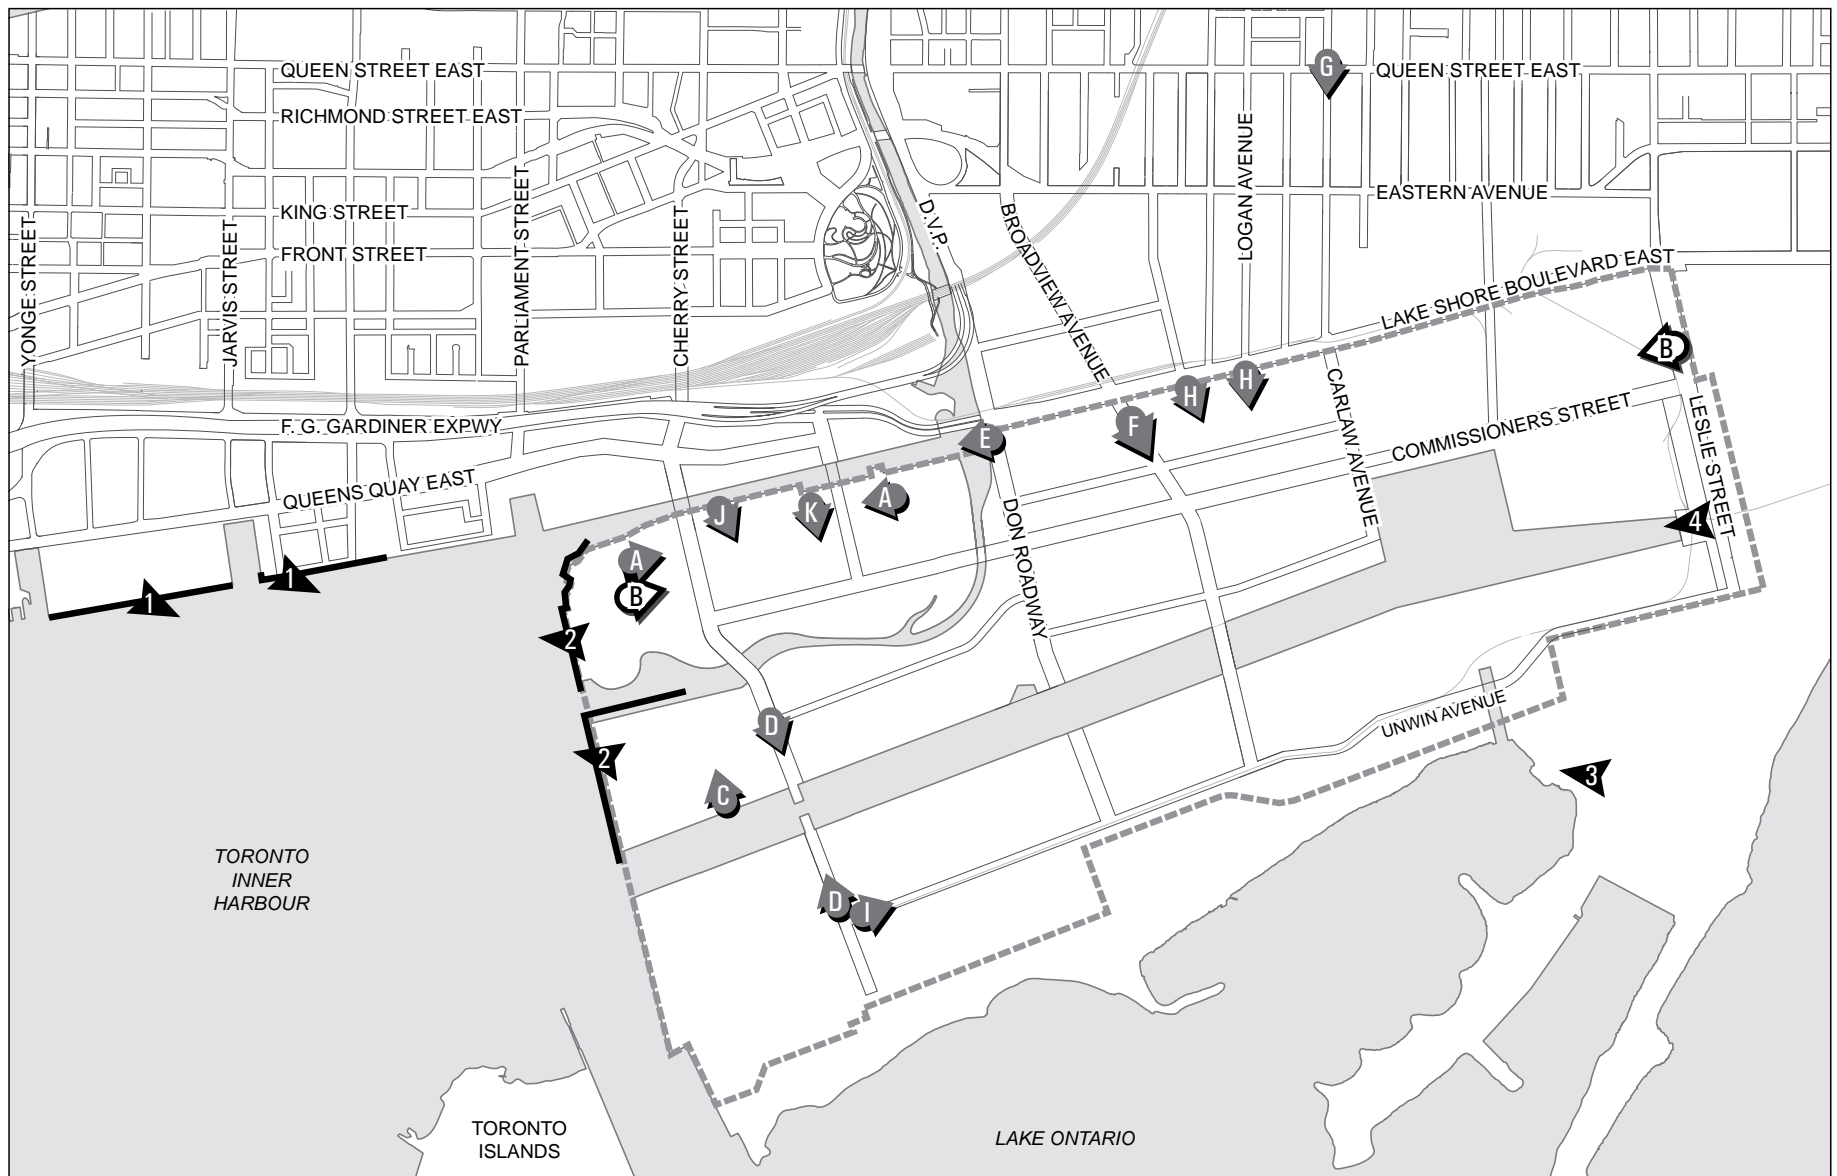 G
QUEEN STREET EAST
QUEEN STREET EAST
RICHMOND STREET EAST
LOGAN AVENUE
EASTERN AVENUE
KING STREET
FRONT STREET
YONGE STREET
JARVIS STREET
PARLIAMENT STREET
CHERRY STREET
D.V.P.
BROADVIEW AVENUE
LAKE SHORE BOULEVARD EAST
B
H
H
CARLAW AVENUE
LESLIE STREET
COMMISSIONERS STREET
F. G. GARDINER EXPWY
F
E
QUEENS QUAY EAST
A
J
K
DON ROADWAY
4
A
B
1
1
2
2
D
C
UNWIN AVENUE
3
TORONTO
INNER
HARBOUR
D
I
TORONTO
ISLANDS
LAKE ONTARIO